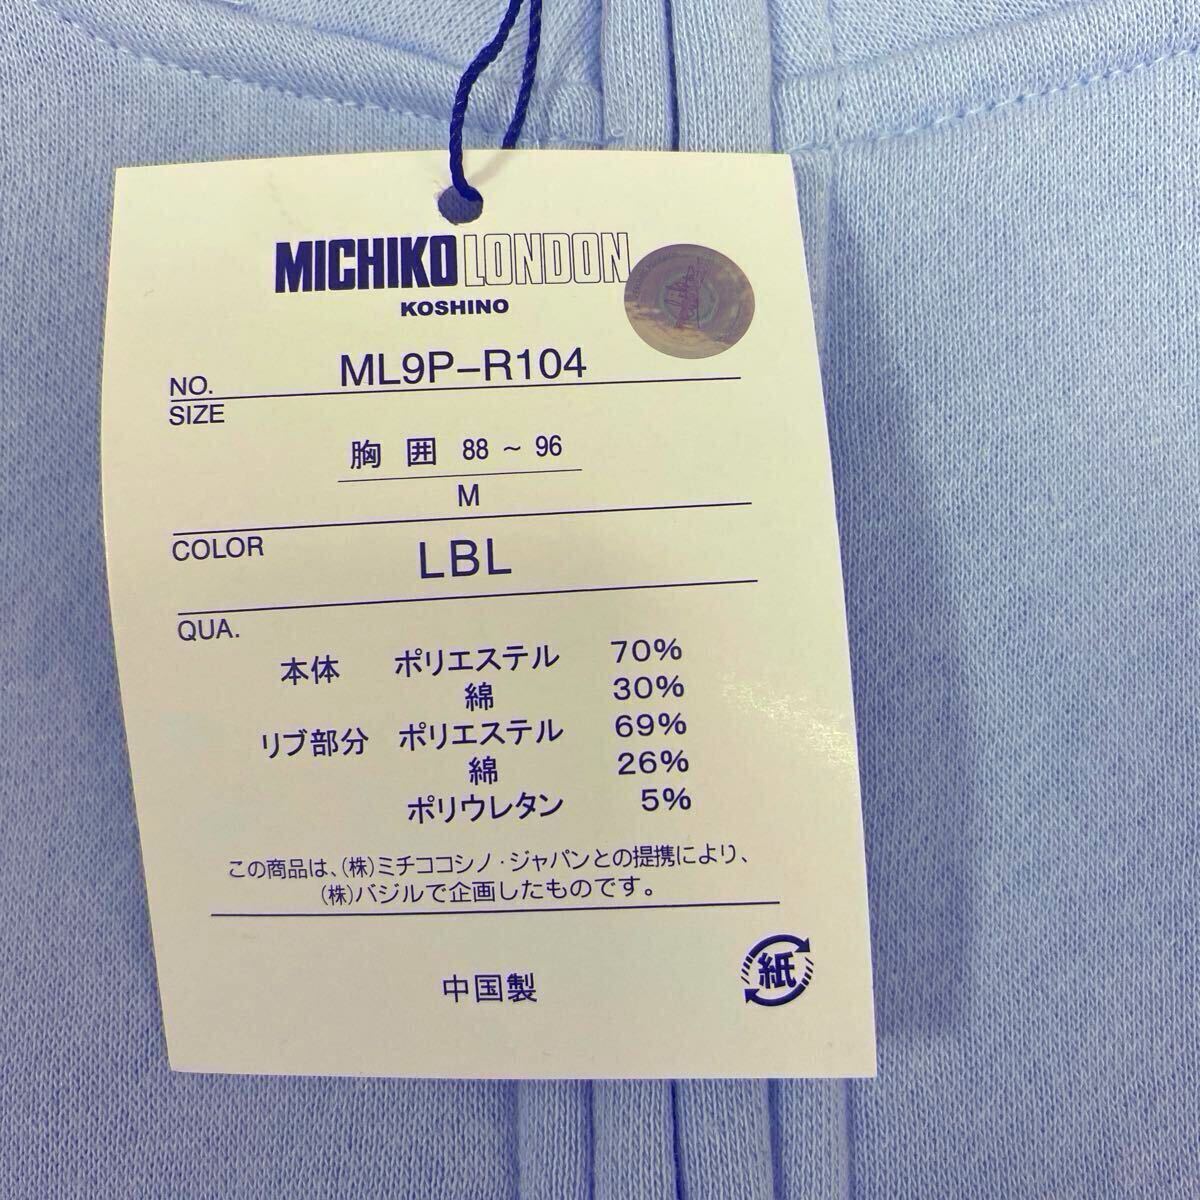 MICHIKO LONDON
KOSHINO
NO. ML9P-R104
SIZE
胸囲 88 ~ 96
M
COLOR LBL
QUA.
本体 ポリエステル 70%
綿 30%
リブ部分 ポリエステル 69%
綿 26%
ポリウレタン 5%
この商品は、(株)ミチココシノ・ジャパンとの提携により、
(株)バジルで企画したものです。
中国製
紙